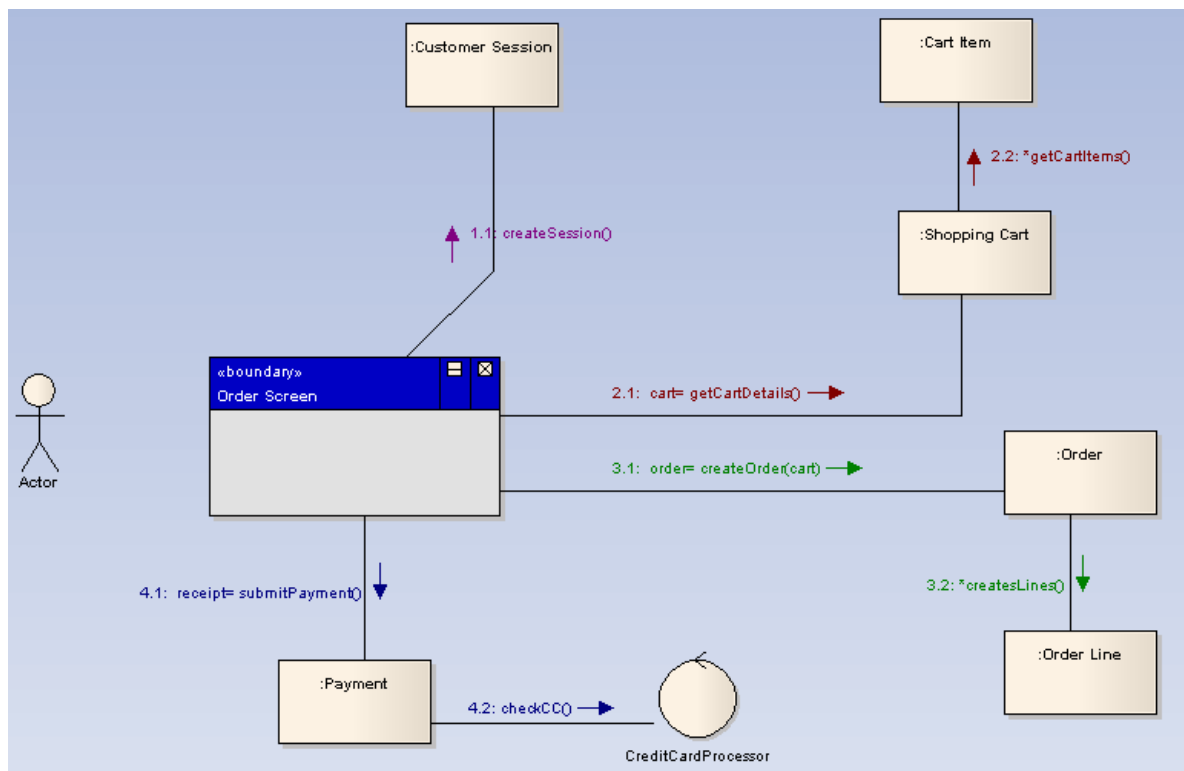 :Customer Session
:Cart Item
2.2: *getCartItems()
:Shopping Cart
1.1: createSession()
«boundary»
Order Screen
2.1: cart= getCartDetails()
Actor
3.1: order= createOrder(cart)
:Order
4.1: receipt= submitPayment()
3.2: *createsLines()
:Order Line
:Payment
4.2: checkCC()
CreditCardProcessor